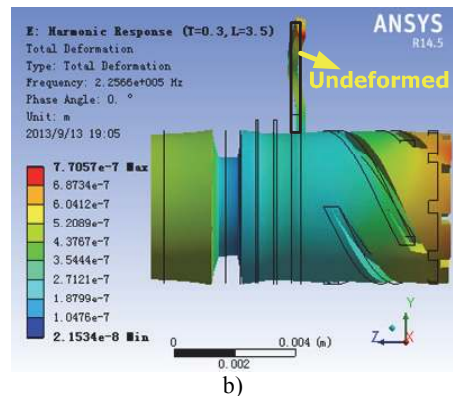 E: Harmonic Response (T=0.3,L=3.5)
Total Deformation
Type: Total Deformation
Frequency: 2.2566e+005 Hz
Phase Angle: 0. °
Unit: m
2013/9/13 19:05
ANSYS
R14.5
Undeformed
7.7057e-7 Max
6.8734e-7
6.0412e-7
5.2089e-7
4.3767e-7
3.5444e-7
2.7121e-7
1.8799e-7
1.0476e-7
2.1534e-8 Min
0 0.004 (m)
0.002
Y
Z X
b)